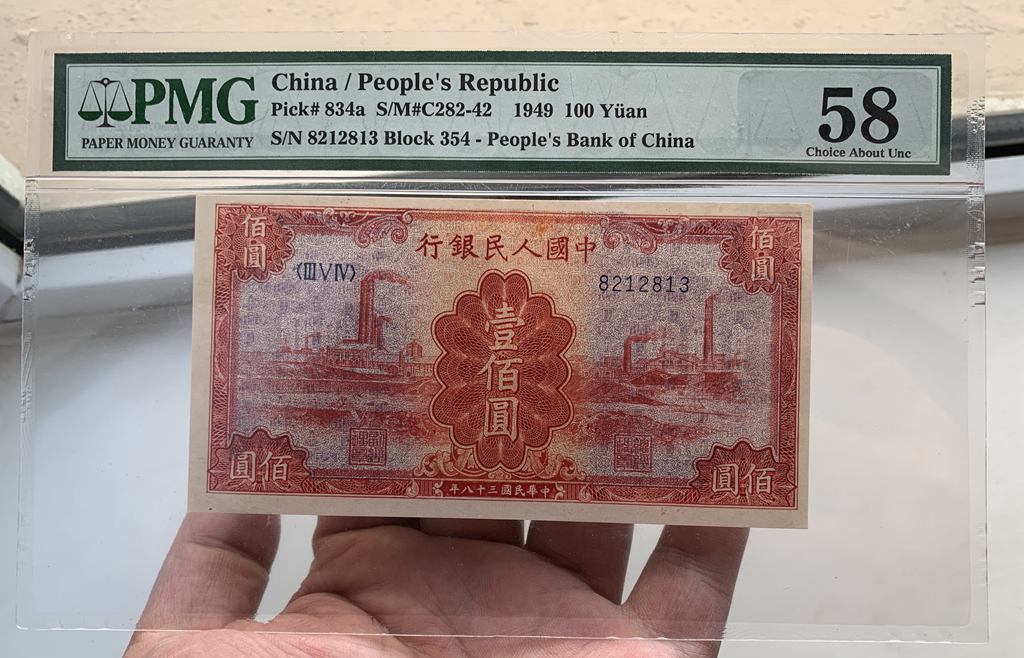 PMG
PAPER MONEY GUARANTY
China / People's Republic
Pick# 834a S/M#C282-42 1949 100 Yüan
S/N 8212813 Block 354 - People's Bank of China
58
Choice About Unc
佰圓
行銀民人國中
佰圓
〈ⅢⅤⅣ〉
8212813
壹佰圓
圓佰
圓佰
年八十三國民華中